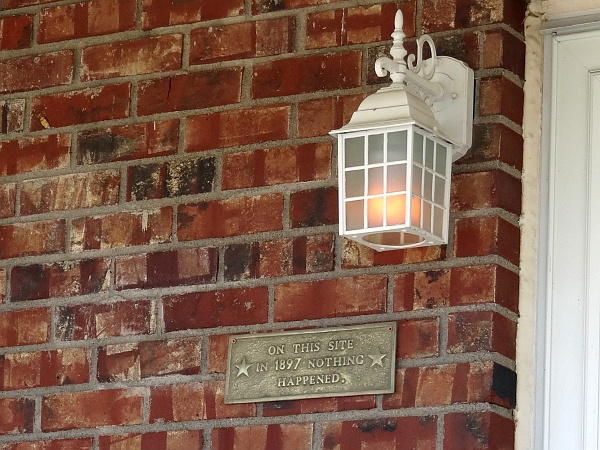 ON THIS SITE
IN 1897 NOTHING
HAPPENED.